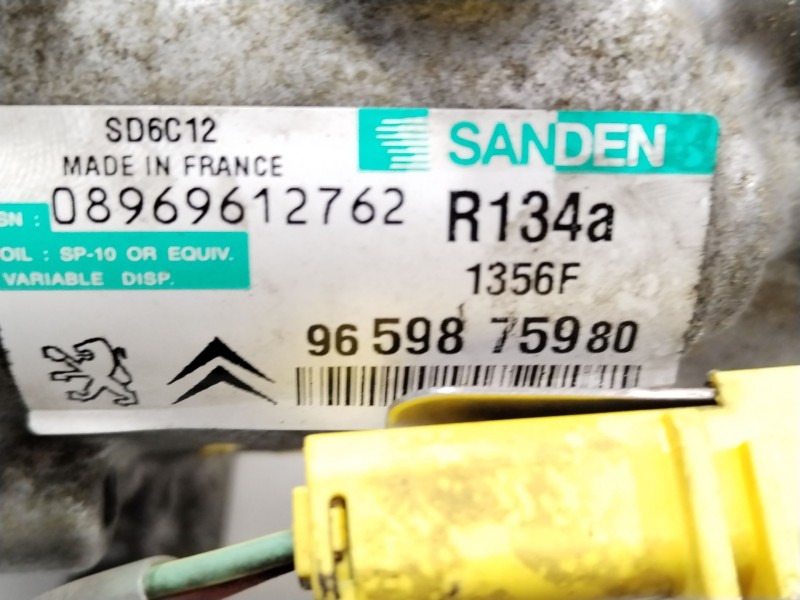 SD6C12
SANDEN
MADE IN FRANCE
SN : 08969612762
R134a
OIL : SP-10 OR EQUIV.
VARIABLE DISP.
1356F
96 598 759 80